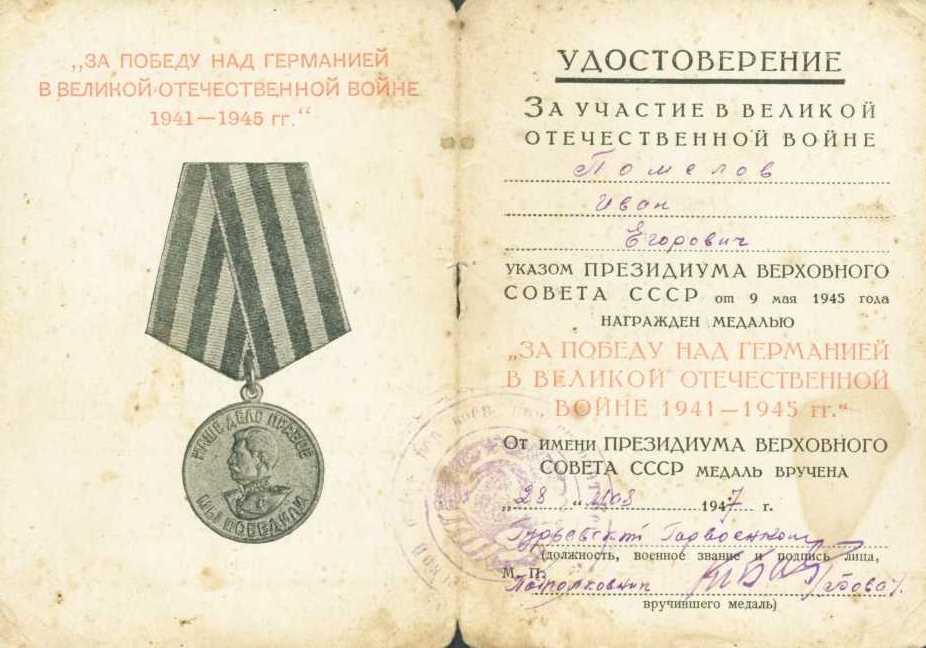 „ЗА ПОБЕДУ НАД ГЕРМАНИЕЙ
В ВЕЛИКОЙ ОТЕЧЕСТВЕННОЙ ВОЙНЕ
1941—1945 гг.“
НАШЕ ДЕЛО ПРАВОЕ
МЫ ПОБЕДИЛИ
УДОСТОВЕРЕНИЕ
ЗА УЧАСТИЕ В ВЕЛИКОЙ
ОТЕЧЕСТВЕННОЙ ВОЙНЕ
Помелов
Иван
Егорович
УКАЗОМ ПРЕЗИДИУМА ВЕРХОВНОГО
СОВЕТА СССР от 9 мая 1945 года
НАГРАЖДЕН МЕДАЛЬЮ
„ЗА ПОБЕДУ НАД ГЕРМАНИЕЙ
В ВЕЛИКОЙ ОТЕЧЕСТВЕННОЙ
ВОЙНЕ 1941—1945 гг.“
ОТ ИМЕНИ ПРЕЗИДИУМА ВЕРХОВНОГО
СОВЕТА СССР МЕДАЛЬ ВРУЧЕНА
„28“ 1947 г.
(должность, военное звание и подпись лица,
М. П. Подполковник
вручившего медаль)